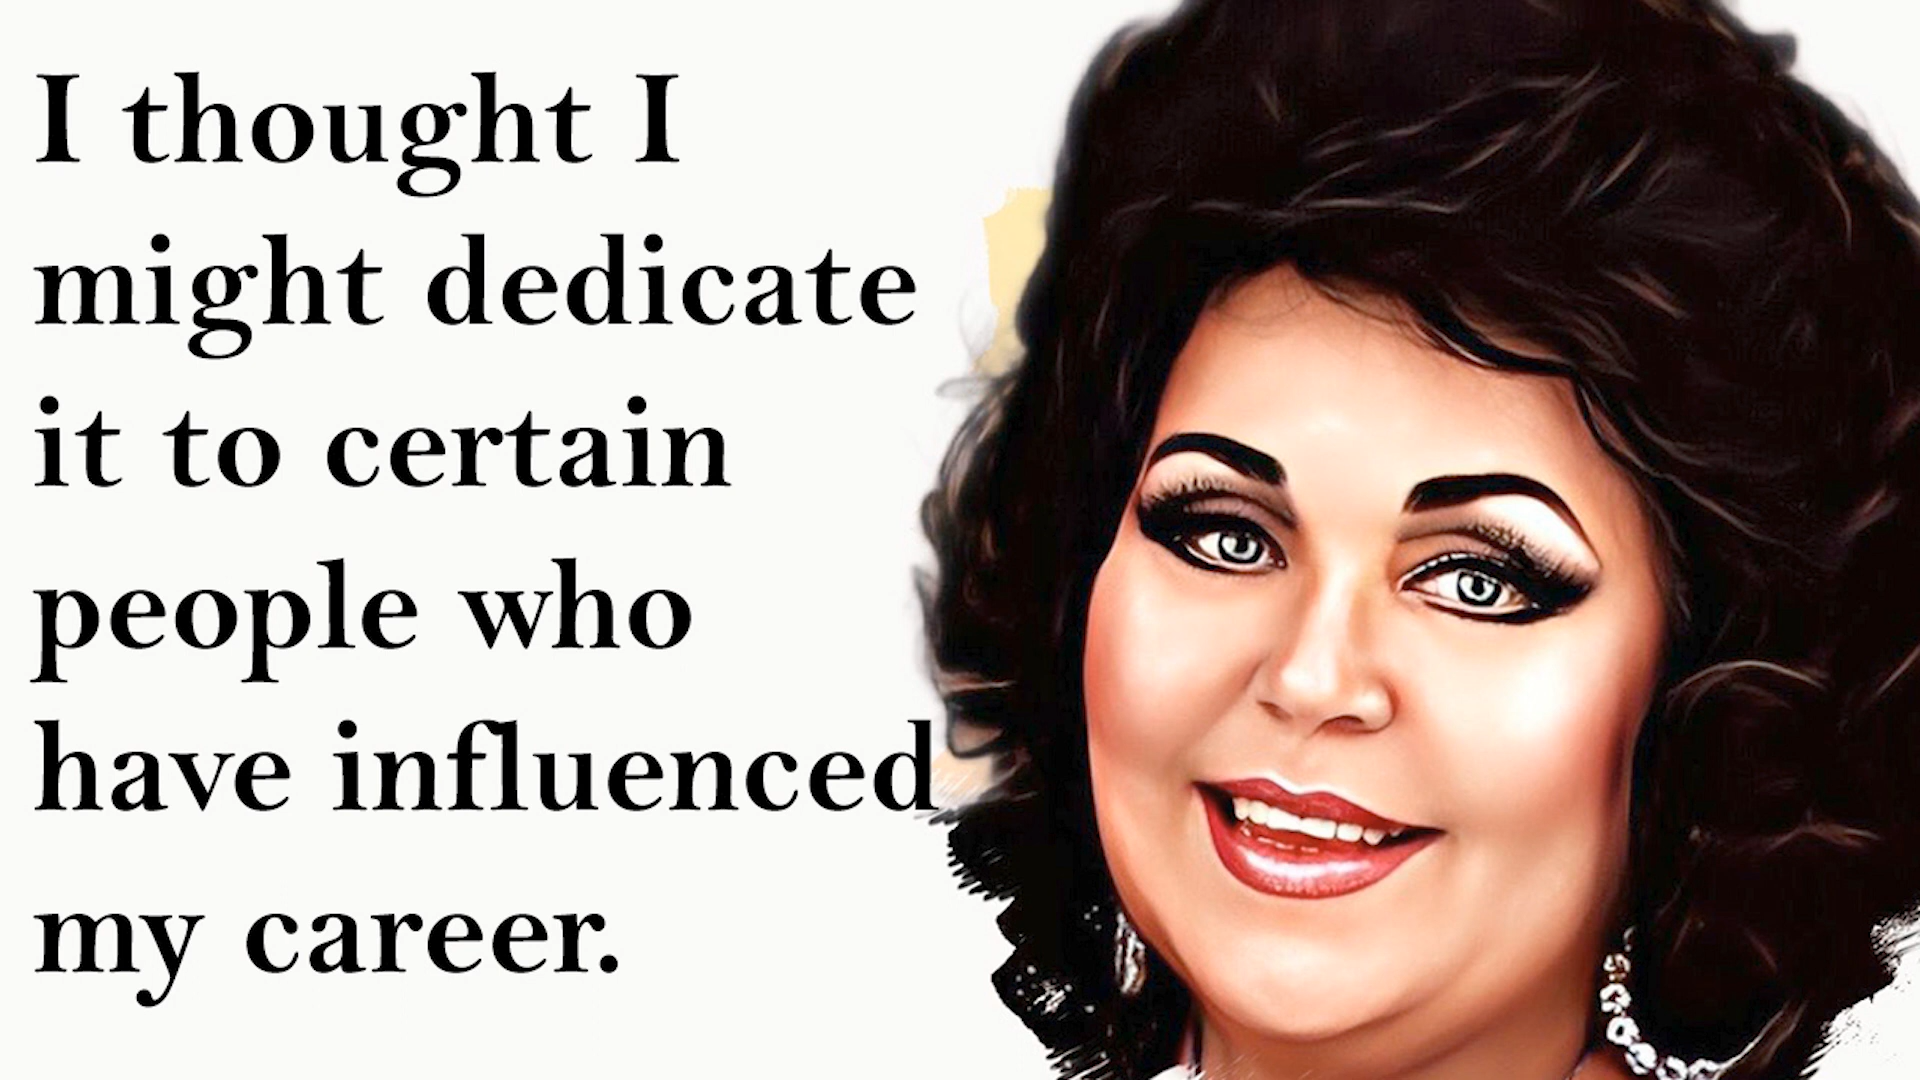 I thought I
might dedicate
it to certain
people who
have influenced
my career.